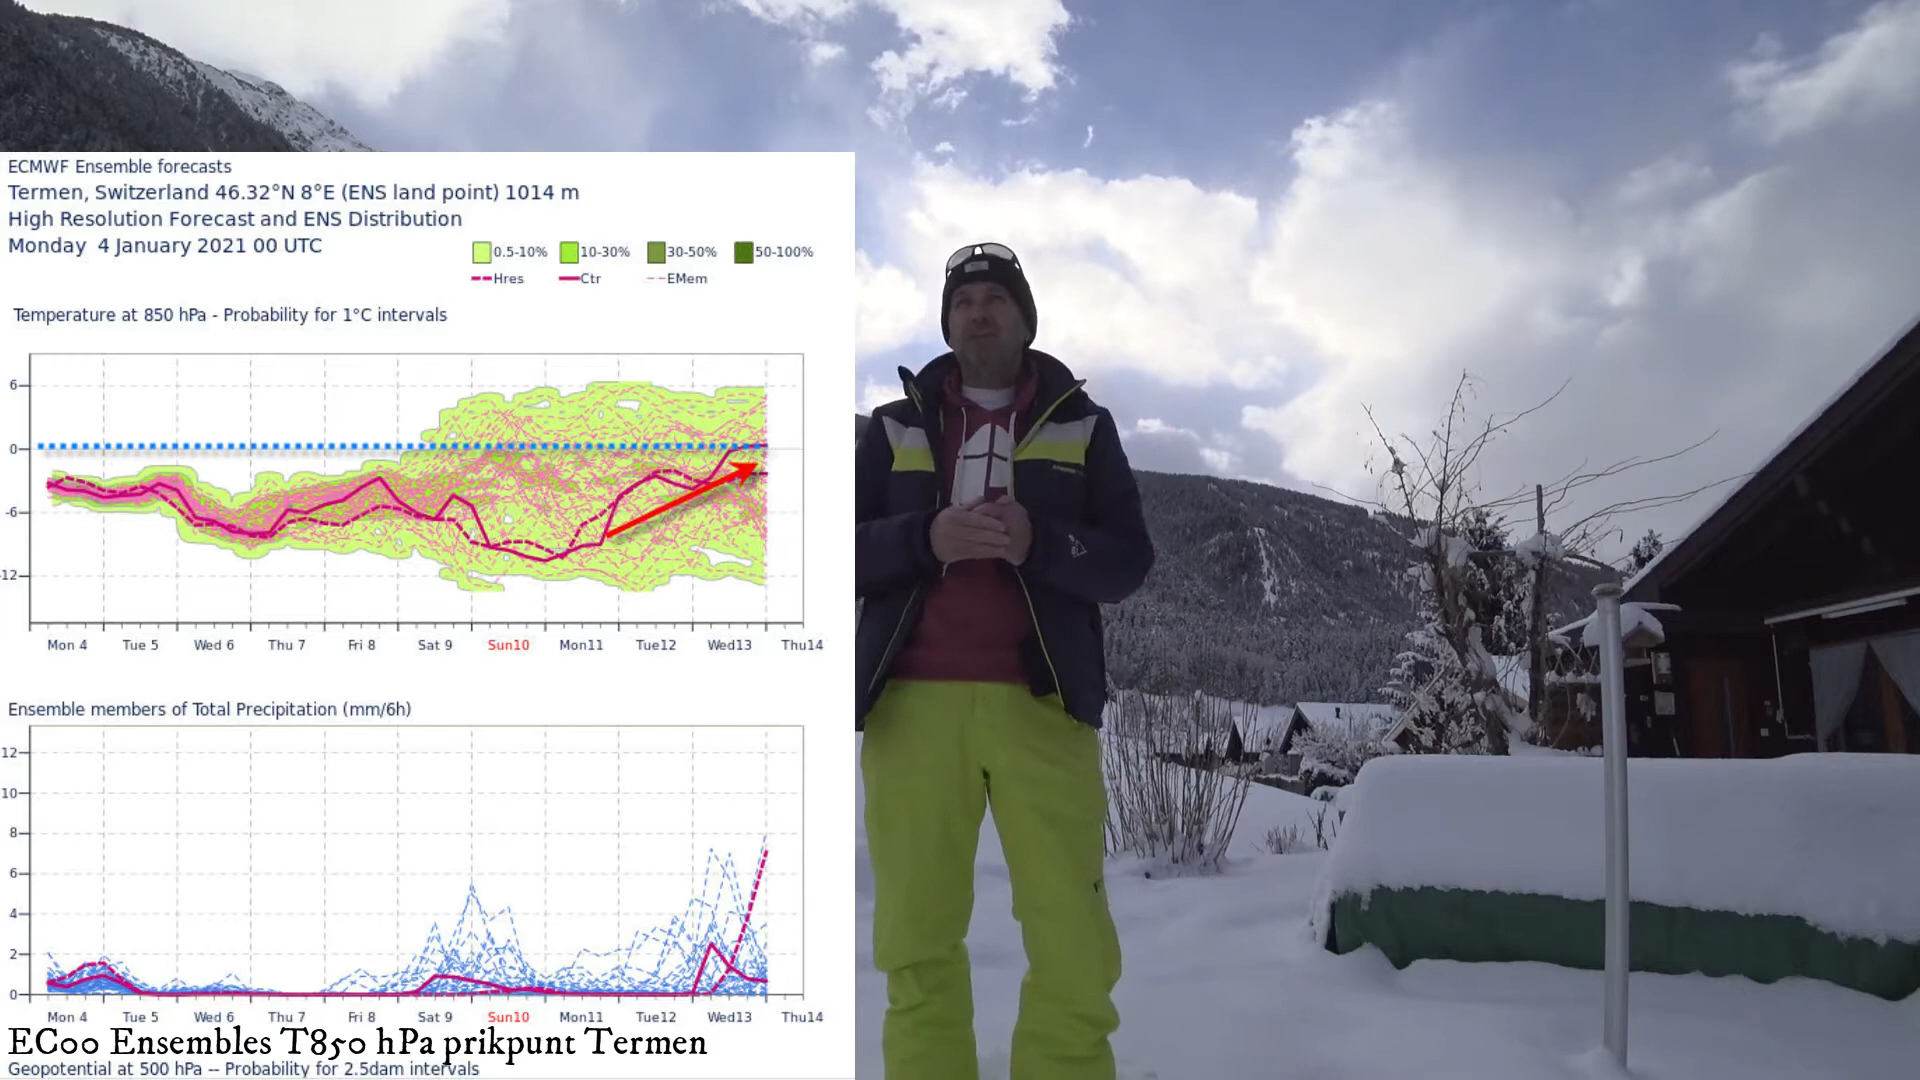 ECMWF Ensemble forecasts
Termen, Switzerland 46.32°N 8°E (ENS land point) 1014 m
High Resolution Forecast and ENS Distribution
Monday 4 January 2021 00 UTC
0.5-10% 10-30% 30-50% 50-100%
Hres Ctr EMem
Temperature at 850 hPa - Probability for 1°C intervals
6
0
-6
-12
Mon 4 Tue 5 Wed 6 Thu 7 Fri 8 Sat 9 Sun10 Mon11 Tue12 Wed13 Thu14
Ensemble members of Total Precipitation (mm/6h)
12
10
8
6
4
2
0
Mon 4 Tue 5 Wed 6 Thu 7 Fri 8 Sat 9 Sun10 Mon11 Tue12 Wed13 Thu14
EC00 Ensembles T850 hPa prikpunt Termen
Geopotential at 500 hPa -- Probability for 2.5dam intervals